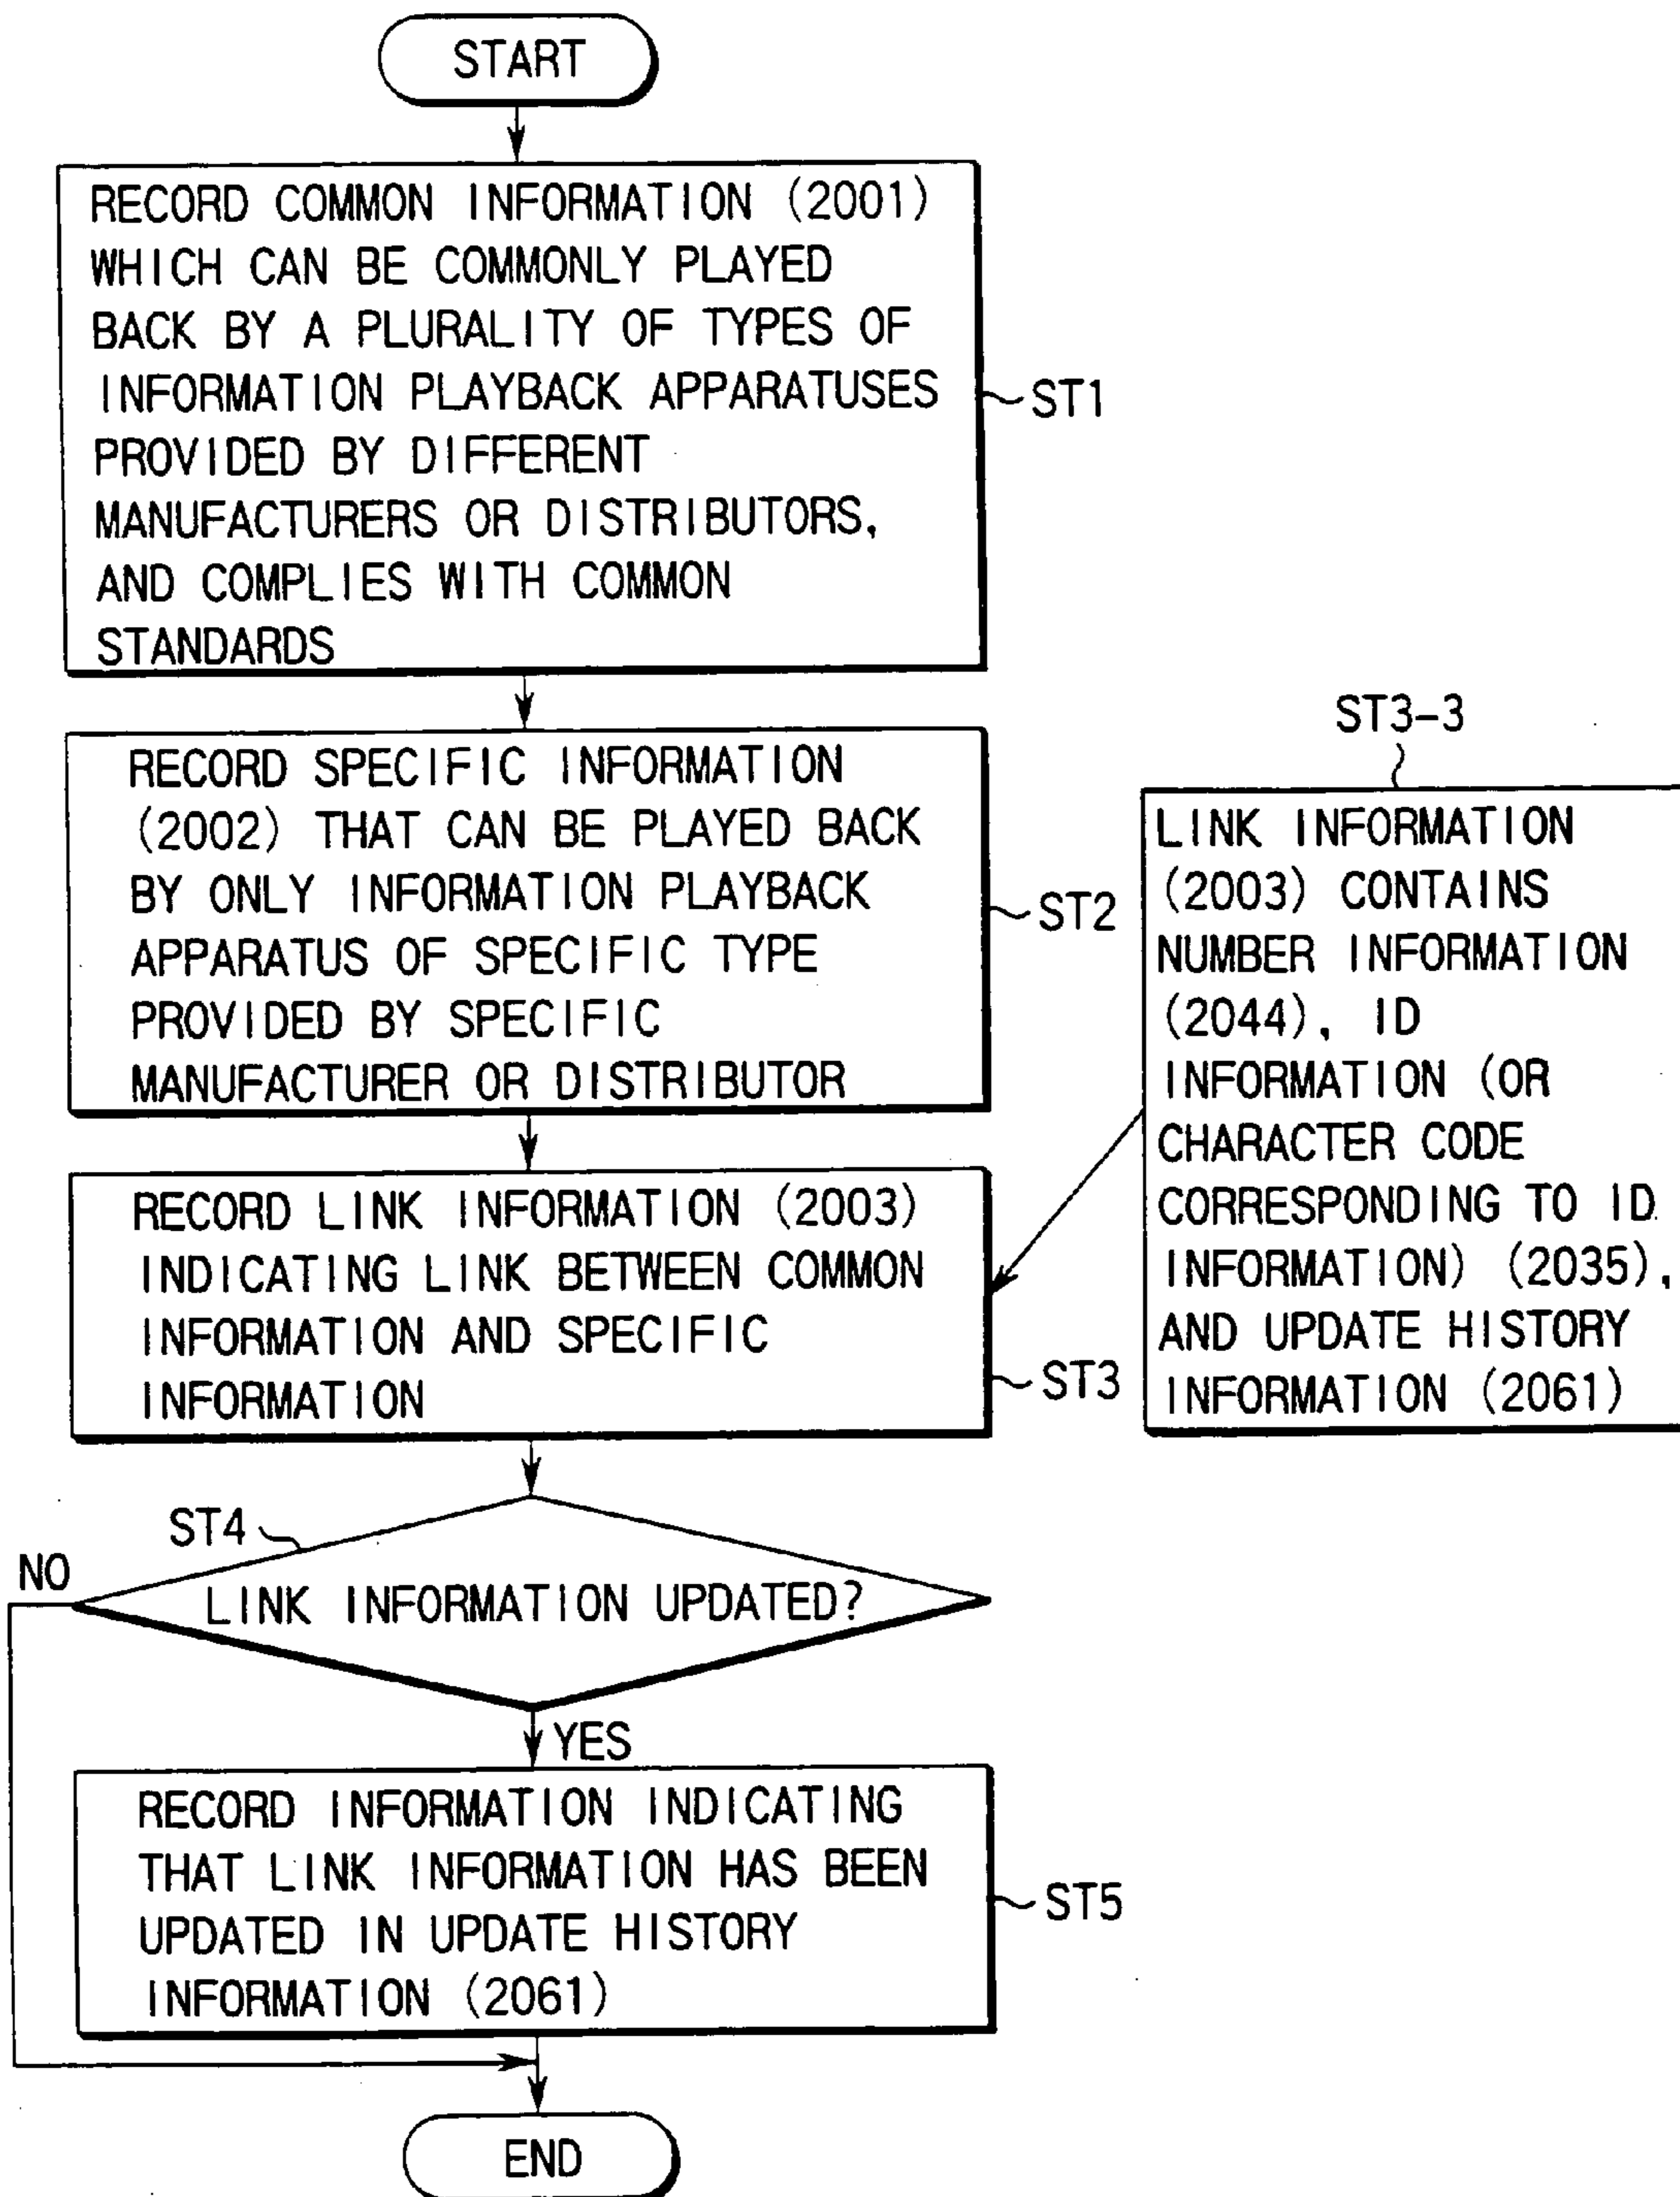 START
RECORD COMMON INFORMATION (2001)
WHICH CAN BE COMMONLY PLAYED
BACK BY A PLURALITY OF TYPES OF
INFORMATION PLAYBACK APPARATUSES
PROVIDED BY DIFFERENT
MANUFACTURERS OR DISTRIBUTORS,
AND COMPLIES WITH COMMON
STANDARDS
ST1
RECORD SPECIFIC INFORMATION
(2002) THAT CAN BE PLAYED BACK
BY ONLY INFORMATION PLAYBACK
APPARATUS OF SPECIFIC TYPE
PROVIDED BY SPECIFIC
MANUFACTURER OR DISTRIBUTOR
ST2
ST3-3
LINK INFORMATION
(2003) CONTAINS
NUMBER INFORMATION
(2044), ID
INFORMATION (OR
CHARACTER CODE
CORRESPONDING TO ID
INFORMATION) (2035),
AND UPDATE HISTORY
INFORMATION (2061)
RECORD LINK INFORMATION (2003)
INDICATING LINK BETWEEN COMMON
INFORMATION AND SPECIFIC
INFORMATION
ST3
ST4
NO
LINK INFORMATION UPDATED?
YES
RECORD INFORMATION INDICATING
THAT LINK INFORMATION HAS BEEN
UPDATED IN UPDATE HISTORY
INFORMATION (2061)
ST5
END